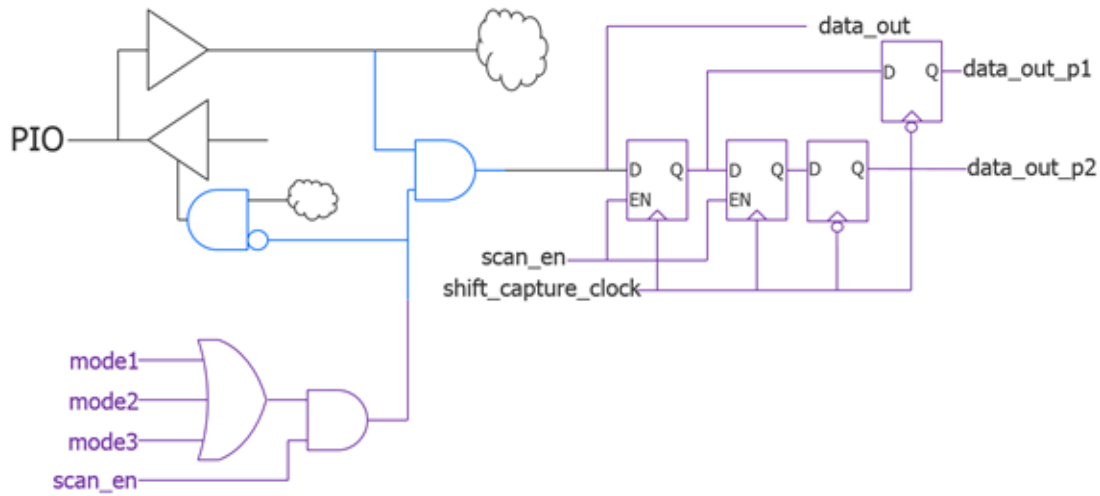 data_out
D Q
data_out_p1
PIO
D Q
EN
D Q
EN
D Q
data_out_p2
scan_en
shift_capture_clock
mode1
mode2
mode3
scan_en